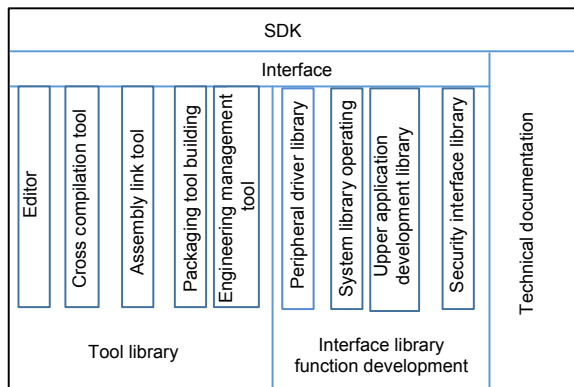 SDK
Interface
Editor
Cross compilation tool
Assembly link tool
Packaging tool building
Engineering management
tool
Peripheral driver library
System library operating
Upper application
development library
Security interface library
Technical documentation
Tool library
Interface library
function development